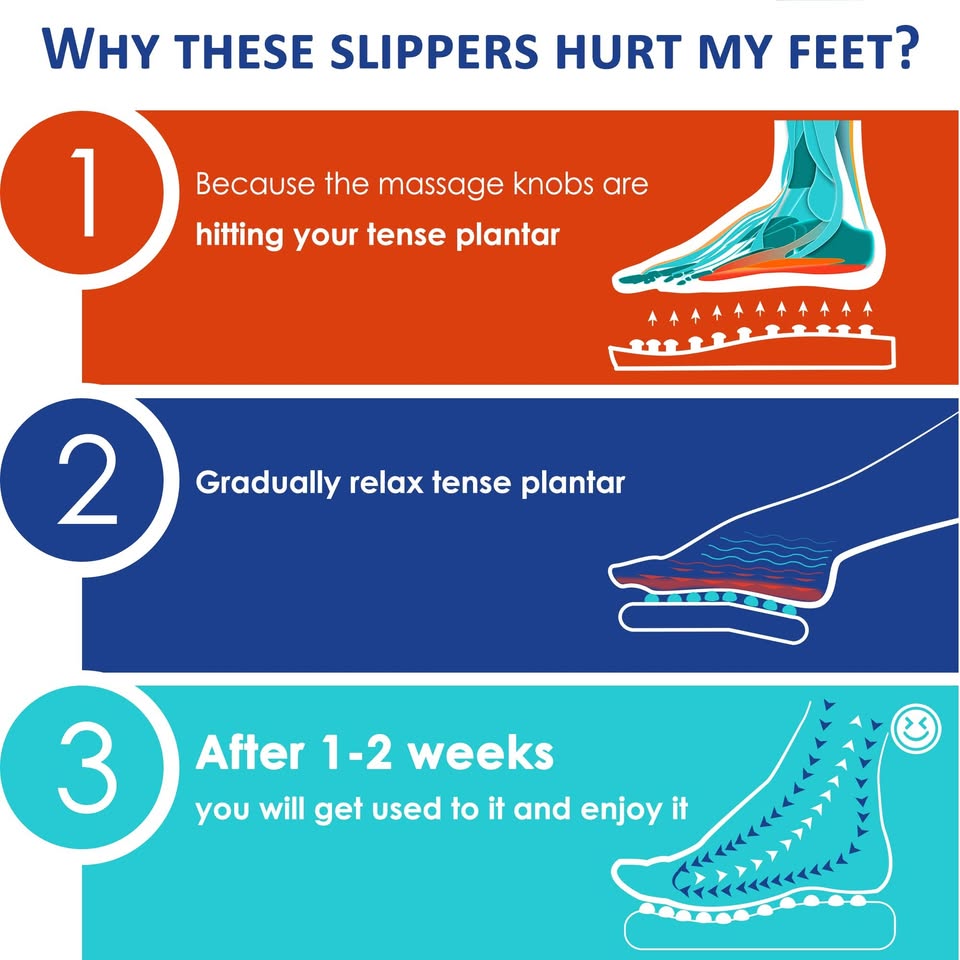 WHY THESE SLIPPERS HURT MY FEET?
1
Because the massage knobs are
hitting your tense plantar
2
Gradually relax tense plantar
3
After 1-2 weeks
you will get used to it and enjoy it